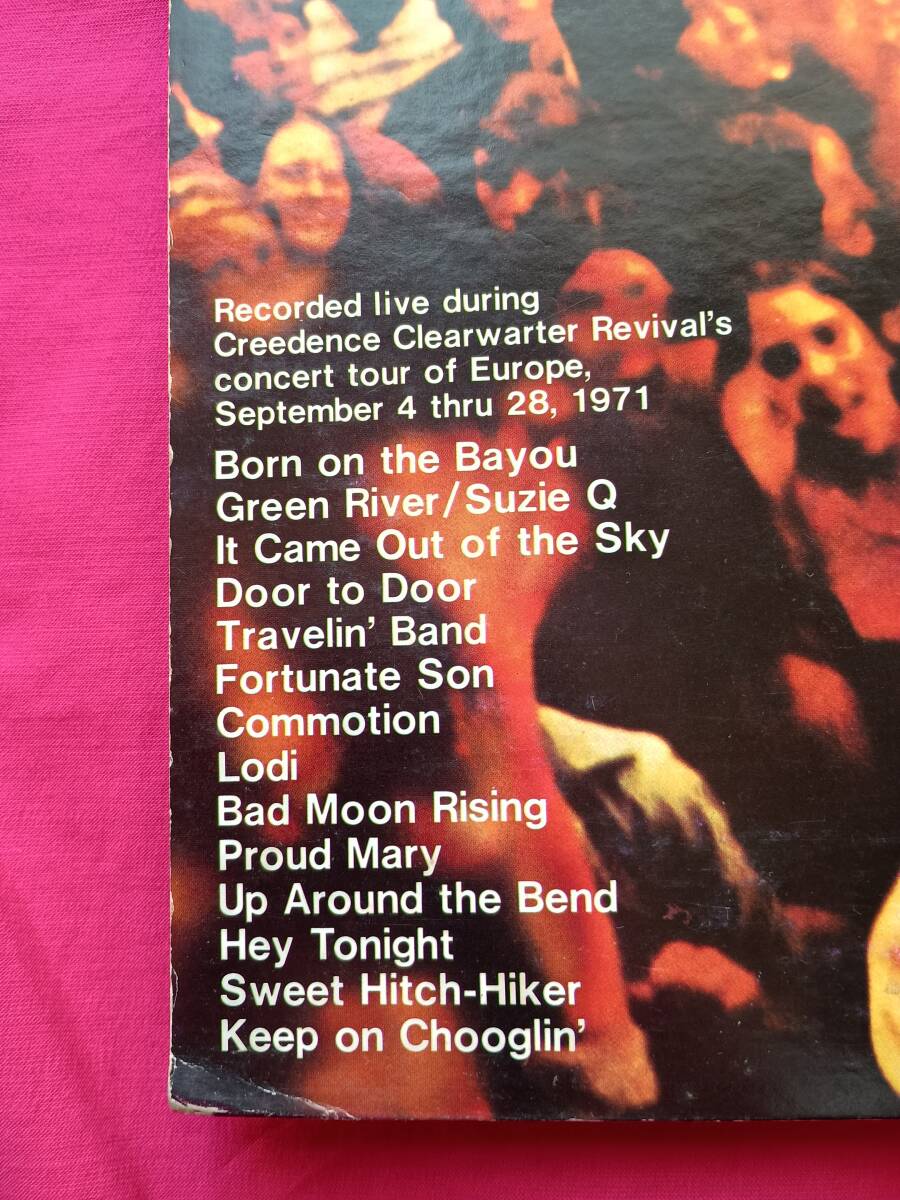 Recorded live during
Creedence Clearwarter Revival's
concert tour of Europe,
September 4 thru 28, 1971
Born on the Bayou
Green River/Suzie Q
It Came Out of the Sky
Door to Door
Travelin' Band
Fortunate Son
Commotion
Lodi
Bad Moon Rising
Proud Mary
Up Around the Bend
Hey Tonight
Sweet Hitch-Hiker
Keep on Chooglin'